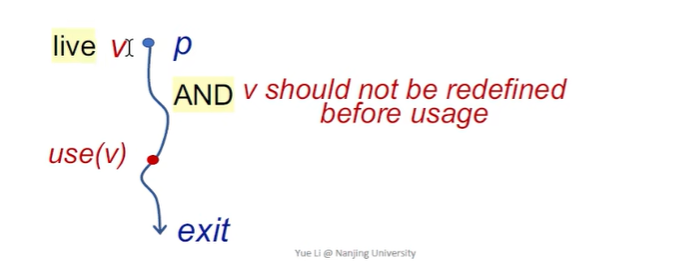 live v p
AND v should not be redefined
before usage
use(v)
exit
Yue Li @ Nanjing University